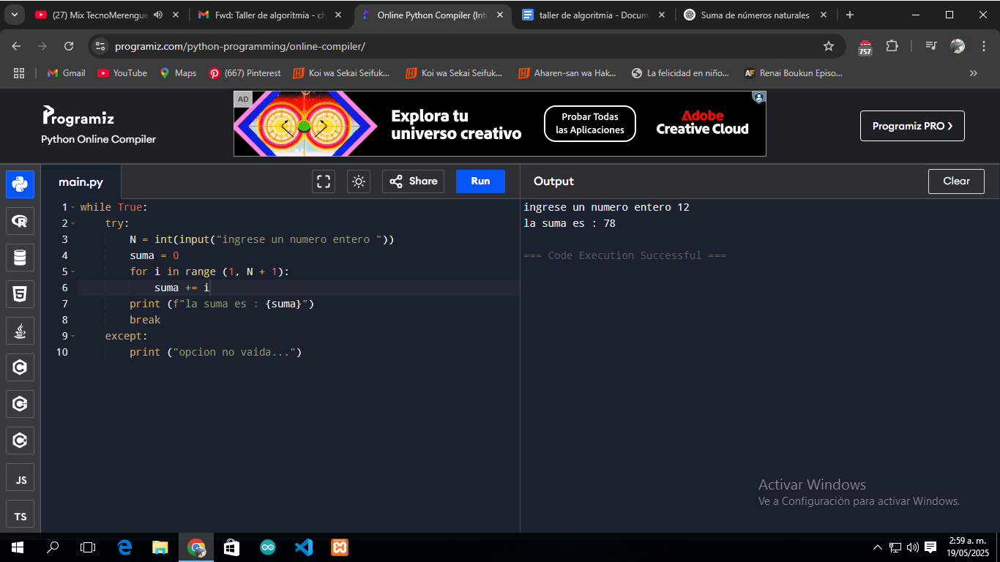 (27) Mix TecnoMerengue
Fwd: Taller de algoritmia - ch
Online Python Compiler (Int
taller de algoritmia - Docum
Suma de números naturales
programiz.com/python-programming/online-compiler/
757
Gmail
YouTube
Maps
(667) Pinterest
Koi wa Sekai Seifuk...
Koi wa Sekai Seifuk...
Aharen-san wa Hak...
La felicidad en niño...
AF
Renai Boukun Episo...
Programiz
Python Online Compiler
AD
Explora tu
universo creativo
Probar Todas
las Aplicaciones
Adobe
Creative Cloud
Programiz PRO
main.py
Share
Run
Output
Clear
1 while True:
2 try:
3 N = int(input("ingrese un numero entero "))
4 suma = 0
5 for i in range (1, N + 1):
6 suma += i
7 print (f"la suma es : {suma}")
8 break
9 except:
10 print ("opcion no vaida...")
ingrese un numero entero 12
la suma es : 78
=== Code Execution Successful ===
R
5
C
C
C
JS
TS
Activar Windows
Ve a Configuración para activar Windows.
2:59 a. m.
19/05/2025